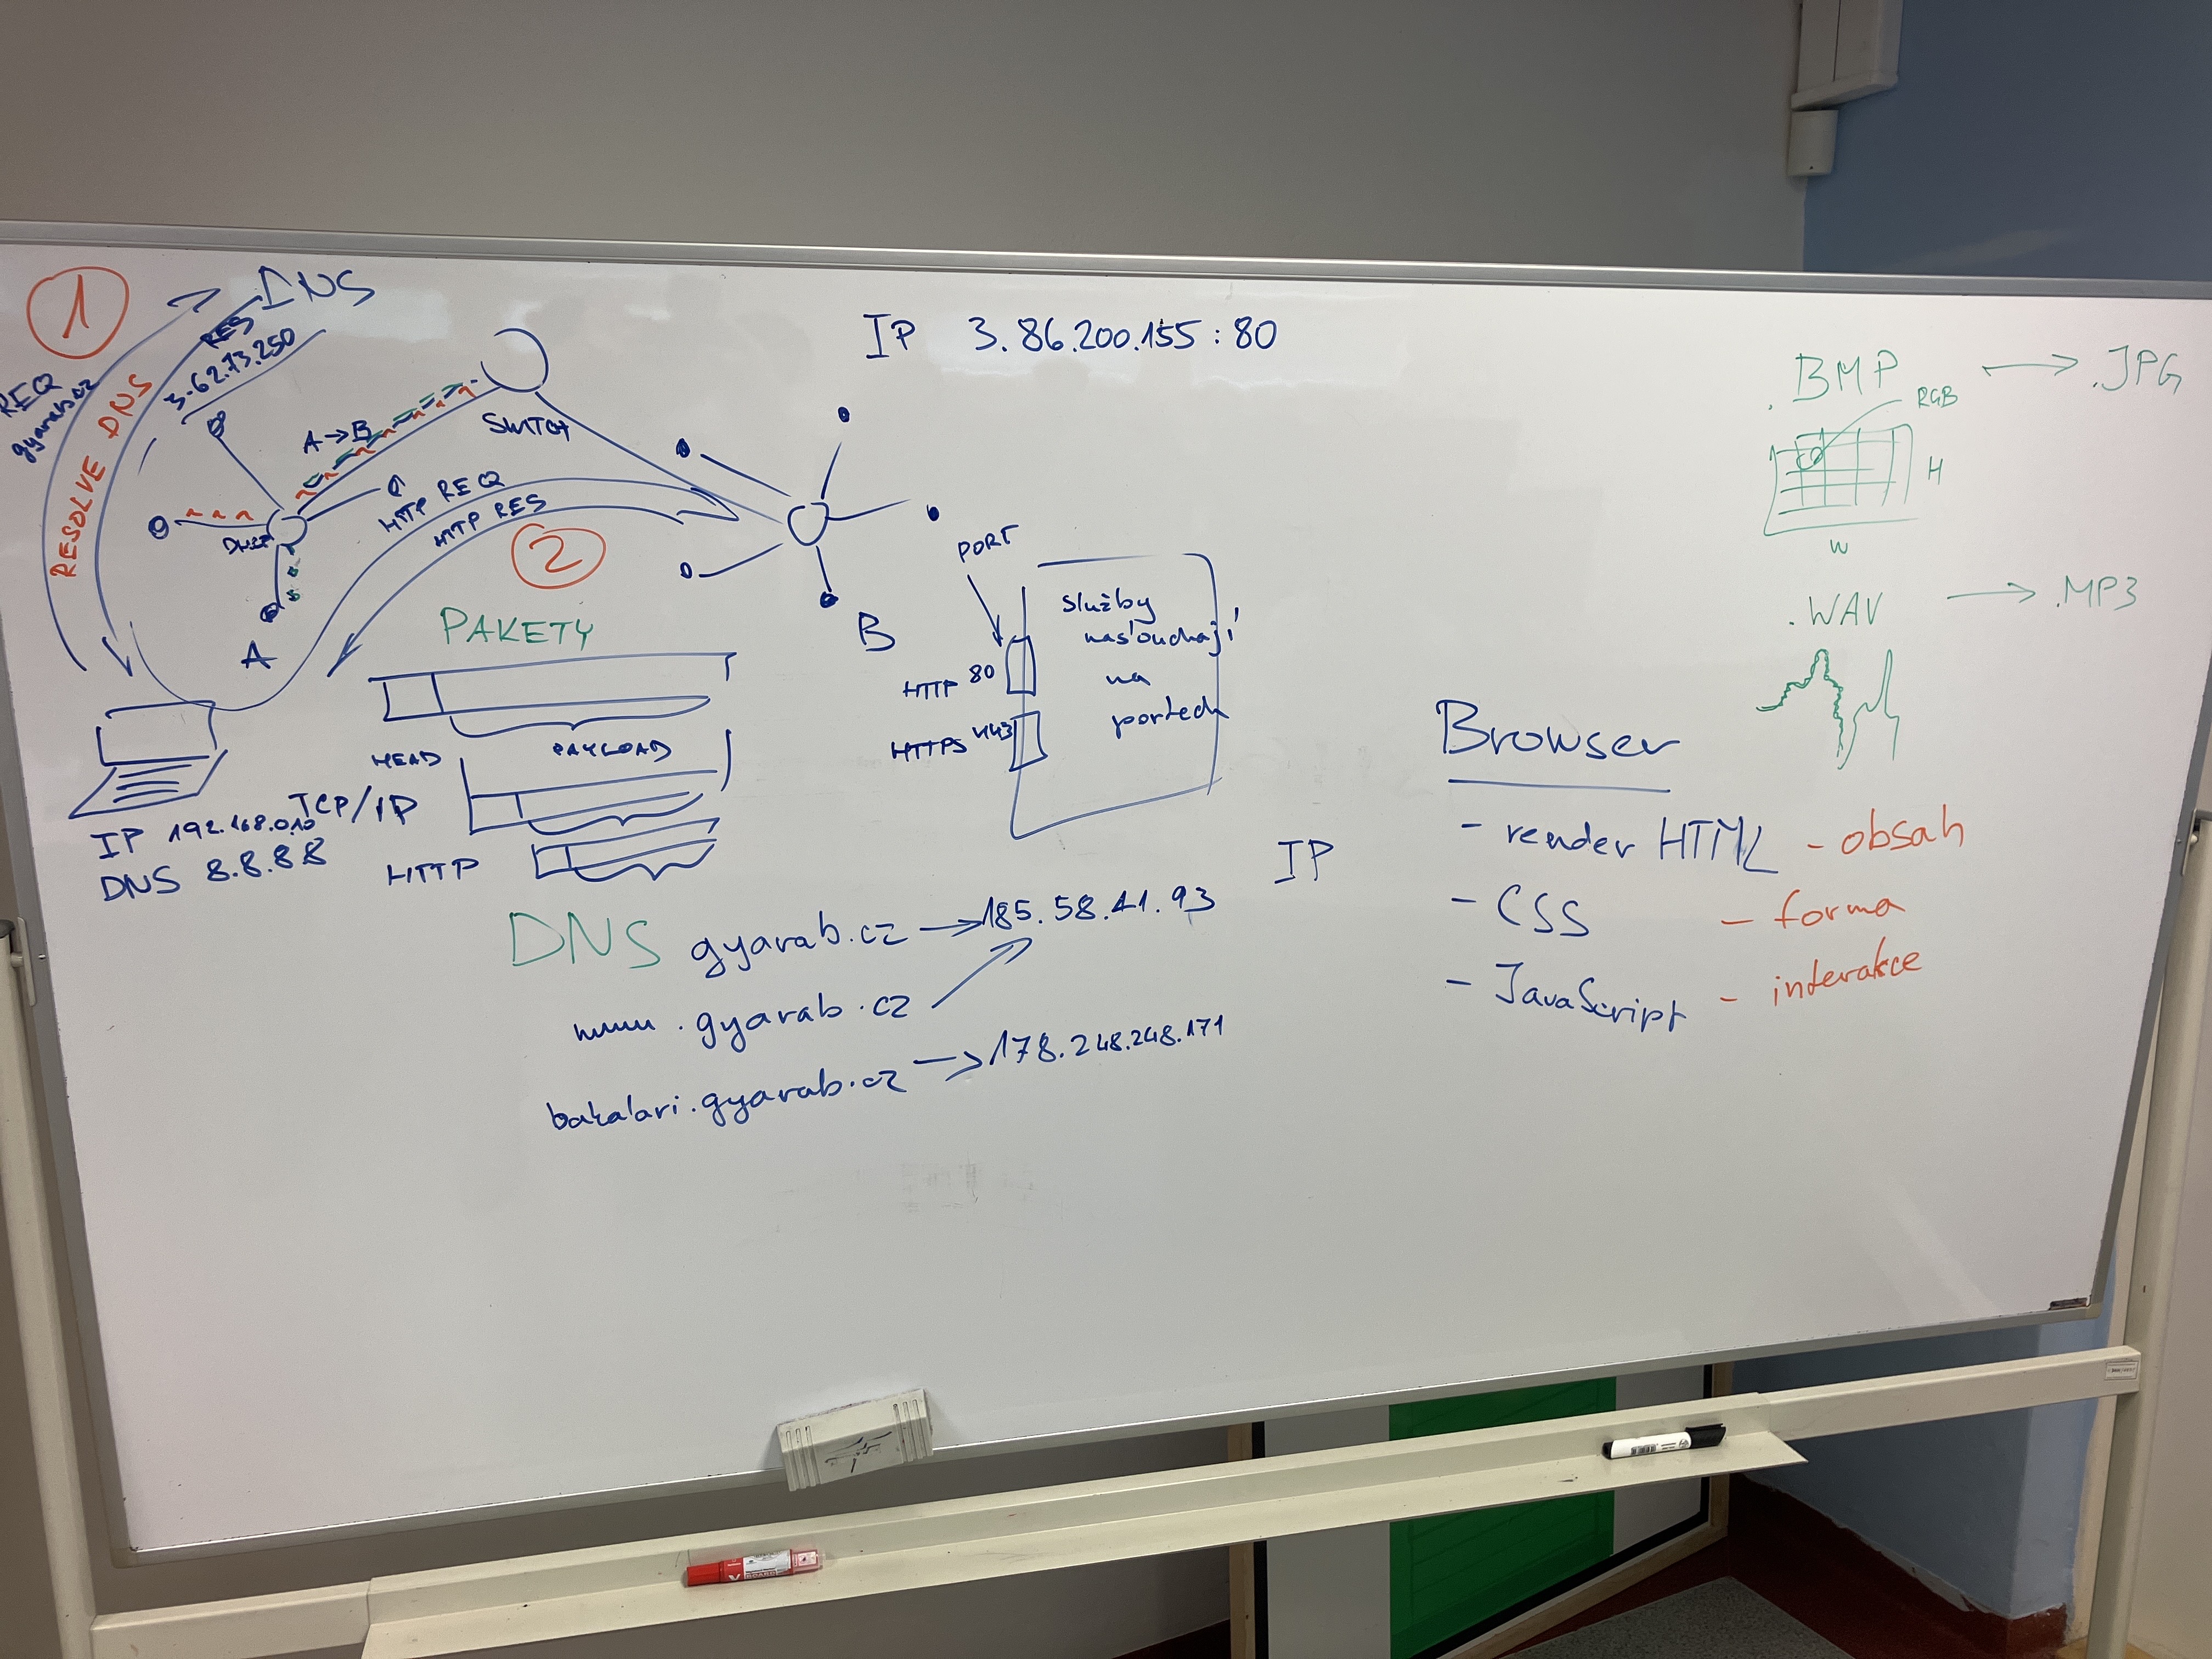 1
DNS
REQ
gyarab.cz
RESOLVE DNS
RES
3.62.73.250
A→B
SWITCH
DHCP
HTTP REQ
HTTP RES
2
A
B
IP 192.168.0.10
DNS 8.8.8.8
PAKETY
HEAD PAYLOAD
TCP/IP
HTTP
IP 3.86.200.155:80
PORT
HTTP 80
HTTPS 443
služby
naslouchají
na
portech
IP
DNS gyarab.cz → 185.58.41.93
www.gyarab.cz
bakalari.gyarab.cz → 178.248.248.171
.BMP → .JPG
RGB
H
W
.WAV → .MP3
Browser
- render HTML - obsah
- CSS - forma
- JavaScript - interakce